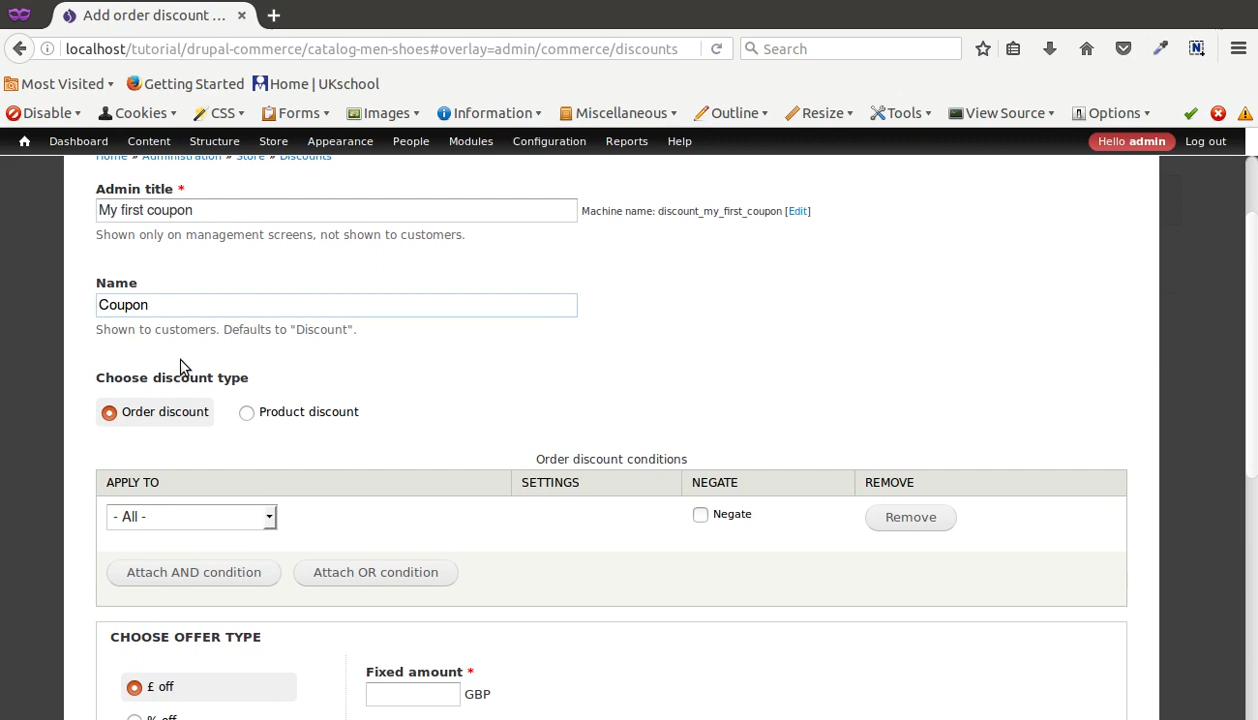 Add order discount ...
localhost/tutorial/drupal-commerce/catalog-men-shoes#overlay=admin/commerce/discounts
Search
Most Visited Getting Started Home | UKschool
Disable Cookies CSS Forms Images Information Miscellaneous Outline Resize Tools View Source Options
Dashboard Content Structure Store Appearance People Modules Configuration Reports Help Hello admin Log out
Home » Administration » Store » Discounts
Admin title *
My first coupon Machine name: discount_my_first_coupon [Edit]
Shown only on management screens, not shown to customers.
Name
Coupon
Shown to customers. Defaults to "Discount".
Choose discount type
Order discount Product discount
Order discount conditions
APPLY TO SETTINGS NEGATE REMOVE
- All - Negate Remove
Attach AND condition Attach OR condition
CHOOSE OFFER TYPE
Fixed amount *
£ off GBP
% off